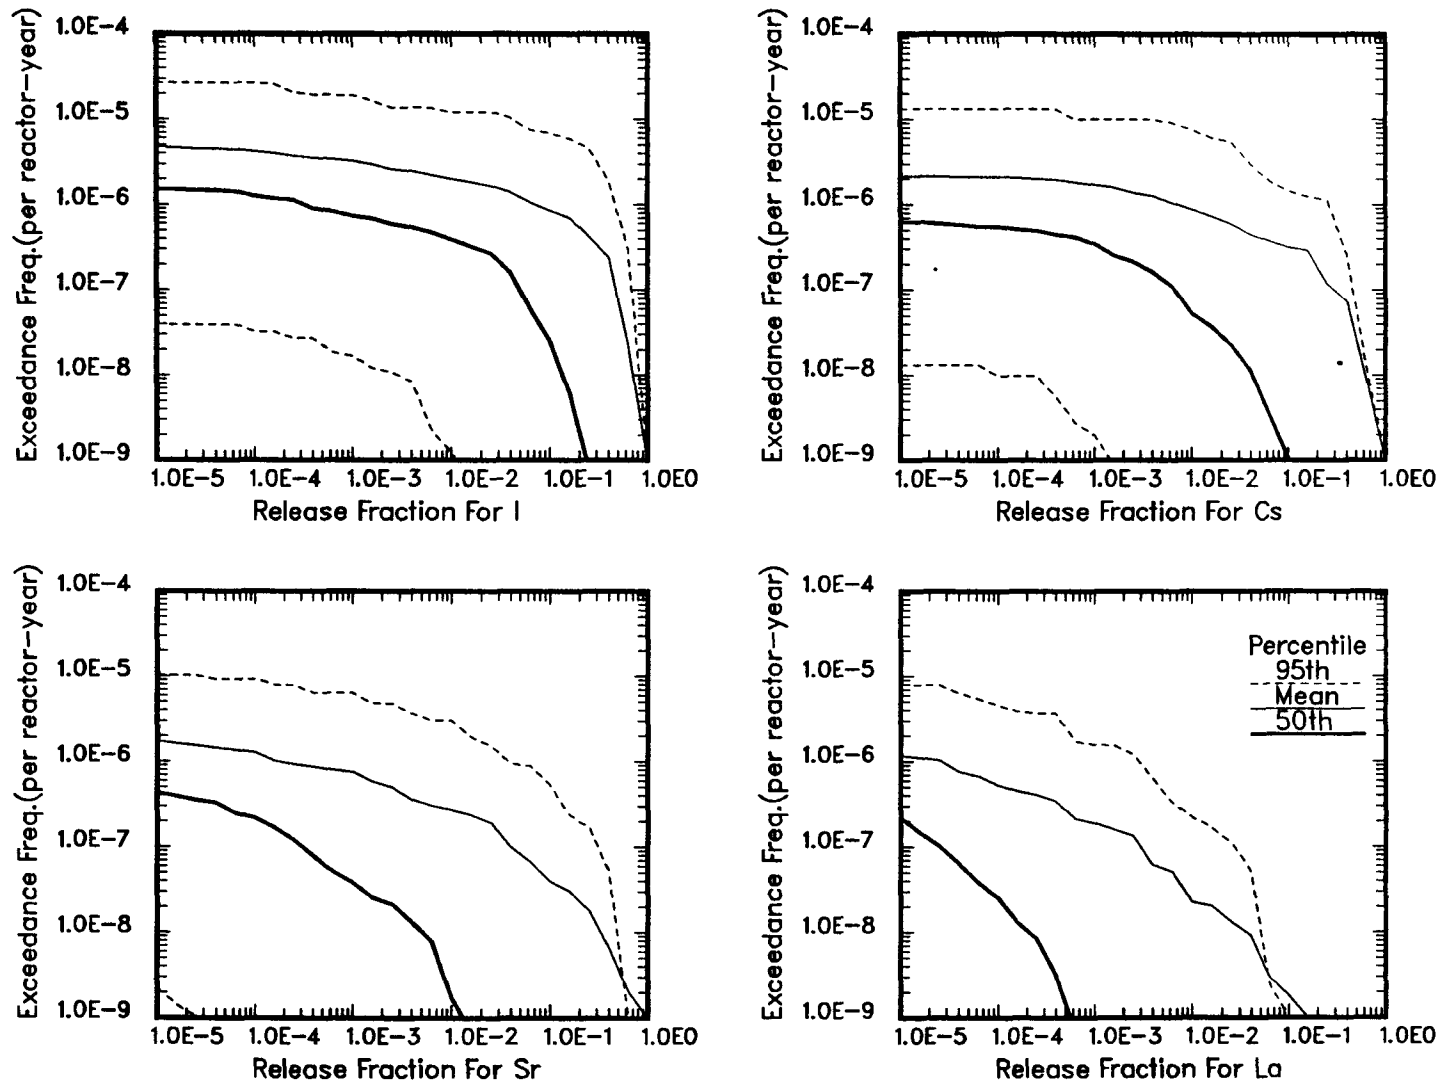 Exceedance Freq.(per reactor-year)
1.0E-4
1.0E-5
1.0E-6
1.0E-7
1.0E-8
1.0E-9
1.0E-5 1.0E-4 1.0E-3 1.0E-2 1.0E-1 1.0E0
Release Fraction For I
Exceedance Freq.(per reactor-year)
1.0E-4
1.0E-5
1.0E-6
1.0E-7
1.0E-8
1.0E-9
1.0E-5 1.0E-4 1.0E-3 1.0E-2 1.0E-1 1.0E0
Release Fraction For Cs
Exceedance Freq.(per reactor-year)
1.0E-4
1.0E-5
1.0E-6
1.0E-7
1.0E-8
1.0E-9
1.0E-5 1.0E-4 1.0E-3 1.0E-2 1.0E-1 1.0E0
Release Fraction For Sr
Exceedance Freq.(per reactor-year)
1.0E-4
1.0E-5
1.0E-6
1.0E-7
1.0E-8
1.0E-9
Percentile
95th
Mean
50th
1.0E-5 1.0E-4 1.0E-3 1.0E-2 1.0E-1 1.0E0
Release Fraction For La